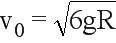 v₀ = √6gR